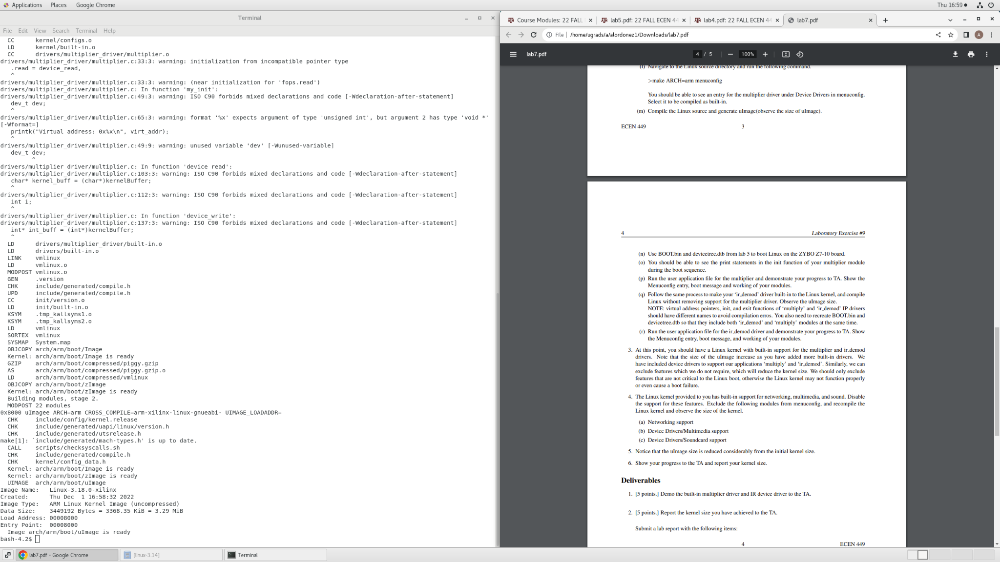 Applications Places Google Chrome Thu 16:59
Terminal
File Edit View Search Terminal Help
CC kernel/configs.o
LD kernel/built-in.o
CC drivers/multiplier_driver/multiplier.o
drivers/multiplier_driver/multiplier.c:33:3: warning: initialization from incompatible pointer type
.read = device_read,
^
drivers/multiplier_driver/multiplier.c:33:3: warning: (near initialization for 'fops.read')
drivers/multiplier_driver/multiplier.c: In function 'my_init':
drivers/multiplier_driver/multiplier.c:49:3: warning: ISO C90 forbids mixed declarations and code [-Wdeclaration-after-statement]
dev_t dev;
^
drivers/multiplier_driver/multiplier.c:65:3: warning: format '%x' expects argument of type 'unsigned int', but argument 2 has type 'void *'
[-Wformat=]
printk("Virtual address: 0x%x\n", virt_addr);
^
drivers/multiplier_driver/multiplier.c:49:9: warning: unused variable 'dev' [-Wunused-variable]
dev_t dev;
^
drivers/multiplier_driver/multiplier.c: In function 'device_read':
drivers/multiplier_driver/multiplier.c:103:3: warning: ISO C90 forbids mixed declarations and code [-Wdeclaration-after-statement]
char* kernel_buff = (char*)kernelBuffer;
^
drivers/multiplier_driver/multiplier.c:112:3: warning: ISO C90 forbids mixed declarations and code [-Wdeclaration-after-statement]
int i;
^
drivers/multiplier_driver/multiplier.c: In function 'device_write':
drivers/multiplier_driver/multiplier.c:137:3: warning: ISO C90 forbids mixed declarations and code [-Wdeclaration-after-statement]
int* int_buff = (int*)kernelBuffer;
^
LD drivers/multiplier_driver/built-in.o
LD drivers/built-in.o
LINK vmlinux
LD vmlinux.o
MODPOST vmlinux.o
GEN .version
CHK include/generated/compile.h
UPD include/generated/compile.h
CC init/version.o
LD init/built-in.o
KSYM .tmp_kallsyms1.o
KSYM .tmp_kallsyms2.o
LD vmlinux
SORTEX vmlinux
SYSMAP System.map
OBJCOPY arch/arm/boot/Image
Kernel: arch/arm/boot/Image is ready
GZIP arch/arm/boot/compressed/piggy.gzip
AS arch/arm/boot/compressed/piggy.gzip.o
LD arch/arm/boot/compressed/vmlinux
OBJCOPY arch/arm/boot/zImage
Kernel: arch/arm/boot/zImage is ready
Building modules, stage 2.
MODPOST 22 modules
0x8000 uImagee ARCH=arm CROSS_COMPILE=arm-xilinx-linux-gnueabi- UIMAGE_LOADADDR=
CHK include/config/kernel.release
CHK include/generated/uapi/linux/version.h
CHK include/generated/utsrelease.h
make[1]: `include/generated/mach-types.h' is up to date.
CALL scripts/checksyscalls.sh
CHK include/generated/compile.h
CHK kernel/config_data.h
Kernel: arch/arm/boot/Image is ready
Kernel: arch/arm/boot/zImage is ready
UIMAGE arch/arm/boot/uImage
Image Name: Linux-3.18.0-xilinx
Created: Thu Dec 1 16:58:32 2022
Image Type: ARM Linux Kernel Image (uncompressed)
Data Size: 3449192 Bytes = 3368.35 KiB = 3.29 MiB
Load Address: 00008000
Entry Point: 00008000
Image arch/arm/boot/uImage is ready
bash-4.2$
Course Modules: 22 FALL lab5.pdf: 22 FALL ECEN 44 lab4.pdf: 22 FALL ECEN 44 lab7.pdf
File /home/ugrads/a/alordonez1/Downloads/lab7.pdf A
lab7.pdf 4 / 5 100%
(l) Navigate to the Linux source directory and run the following command.
>make ARCH=arm menuconfig
You should be able to see an entry for the multiplier driver under Device Drivers in menuconfig.
Select it to be compiled as built-in.
(m) Compile the Linux source and generate uImage(observe the size of uImage).
ECEN 449 3
4 Laboratory Exercise #9
(n) Use BOOT.bin and devicetree.dtb from lab 5 to boot Linux on the ZYBO Z7-10 board.
(o) You should be able to see the print statements in the init function of your multiplier module
during the boot sequence.
(p) Run the user application file for the multiplier and demonstrate your progress to TA. Show the
Menuconfig entry, boot message and working of your modules.
(q) Follow the same process to make your ‘ir_demod’ driver built-in to the Linux kernel, and compile
Linux without removing support for the multiplier driver. Observe the uImage size.
NOTE: virtual address pointers, init, and exit functions of ‘multiply’ and ‘ir_demod’ IP drivers
should have different names to avoid compilation erros. You also need to recreate BOOT.bin and
devicetree.dtb so that they include both ‘ir_demod’ and ‘multiply’ modules at the same time.
(r) Run the user application file for the ir_demod driver and demonstrate your progress to TA. Show
the Menuconfig entry, boot message, and working of your modules.
3. At this point, you should have a Linux kernel with built-in support for the multiplier and ir_demod
drivers. Note that the size of the uImage increase as you have added more built-in drivers. We
have included device drivers to support our applications ‘multiply’ and ‘ir_demod’. Similarly, we can
exclude features which we do not require, which will reduce the kernel size. We should only exclude
features that are not critical to the Linux boot, otherwise the Linux kernel may not function properly
or even cause a boot failure.
4. The Linux kernel provided to you has built-in support for networking, multimedia, and sound. Disable
the support for these features. Exclude the following modules from menuconfig, and recompile the
Linux kernel and observe the size of the kernel.
(a) Networking support
(b) Device Drivers/Multimedia support
(c) Device Drivers/Soundcard support
5. Notice that the uImage size is reduced considerably from the initial kernel size.
6. Show your progress to the TA and report your kernel size.
Deliverables
1. [5 points.] Demo the built-in multiplier driver and IR device driver to the TA.
2. [5 points.] Report the kernel size you have achieved to the TA.
Submit a lab report with the following items:
4 ECEN 449
lab7.pdf - Google Chrome [linux-3.14] Terminal